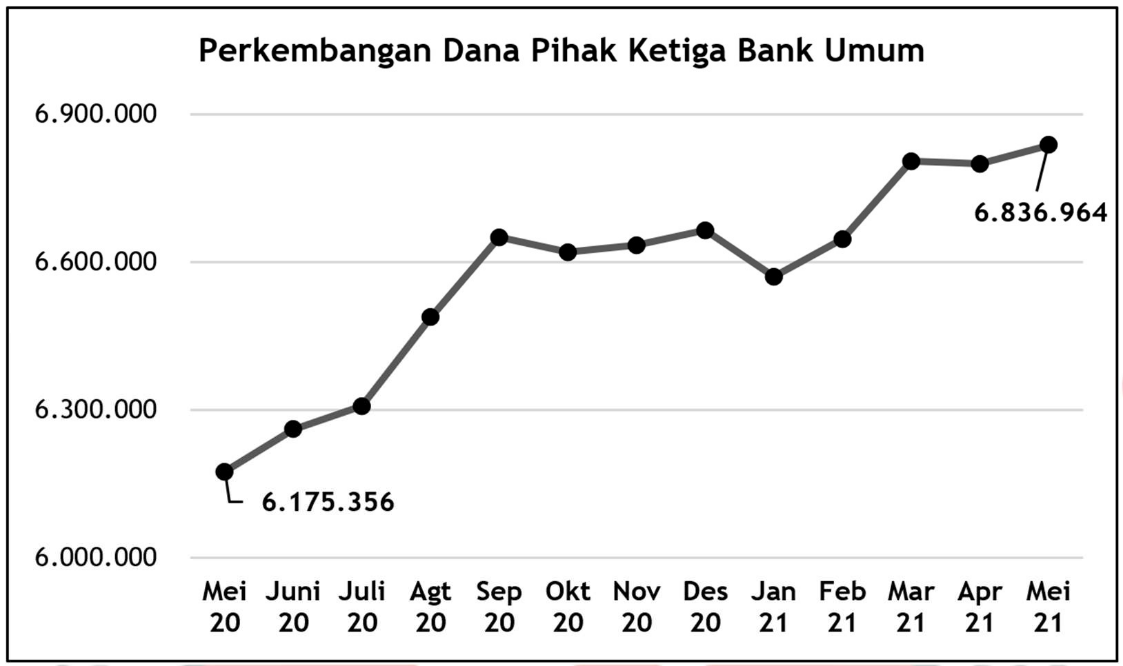 Perkembangan Dana Pihak Ketiga Bank Umum
6.900.000
6.600.000
6.300.000
6.000.000
6.836.964
6.175.356
Mei Juni Juli Agt Sep Okt Nov Des Jan Feb Mar Apr Mei
20 20 20 20 20 20 20 20 21 21 21 21 21